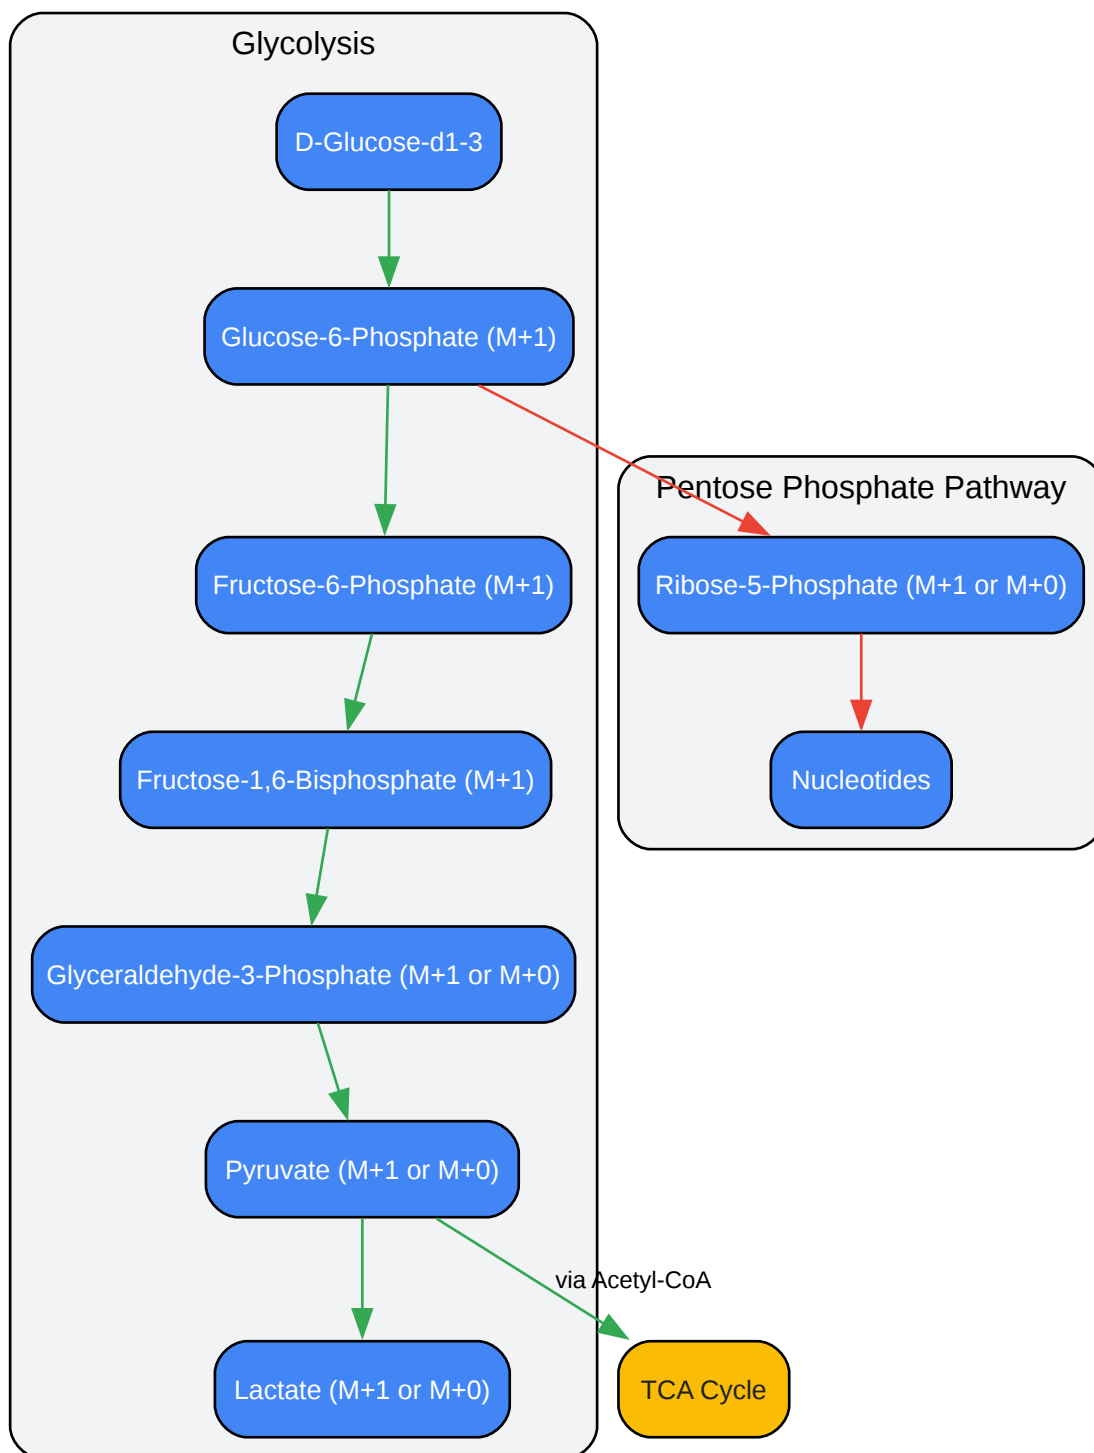 Glycolysis
D-Glucose-d1-3
Glucose-6-Phosphate (M+1)
Pentose Phosphate Pathway
Fructose-6-Phosphate (M+1)
Ribose-5-Phosphate (M+1 or M+0)
Fructose-1,6-Bisphosphate (M+1)
Nucleotides
Glyceraldehyde-3-Phosphate (M+1 or M+0)
Pyruvate (M+1 or M+0)
via Acetyl-CoA
Lactate (M+1 or M+0)
TCA Cycle